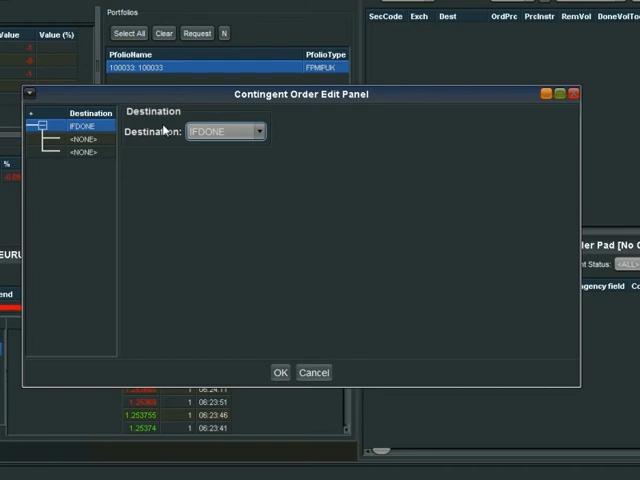 Portfolios
SecCode Exch Dest OrdPrc PrcInstr RemVol DoneVolTo
Value Value (%)
Select All Clear Request N
PfolioName PfolioType
100033: 100033 FPMIPUK
Contingent Order Edit Panel
Destination
Destination
IFDONE
Destination: IFDONE
<NONE>
<NONE>
%
EURU
der Pad [No O
nt Status: <ALL>
end
gency field Co
OK Cancel
06:24:11
1.25369 1 06:23:51
1.253755 1 06:23:46
1.25374 1 06:23:41